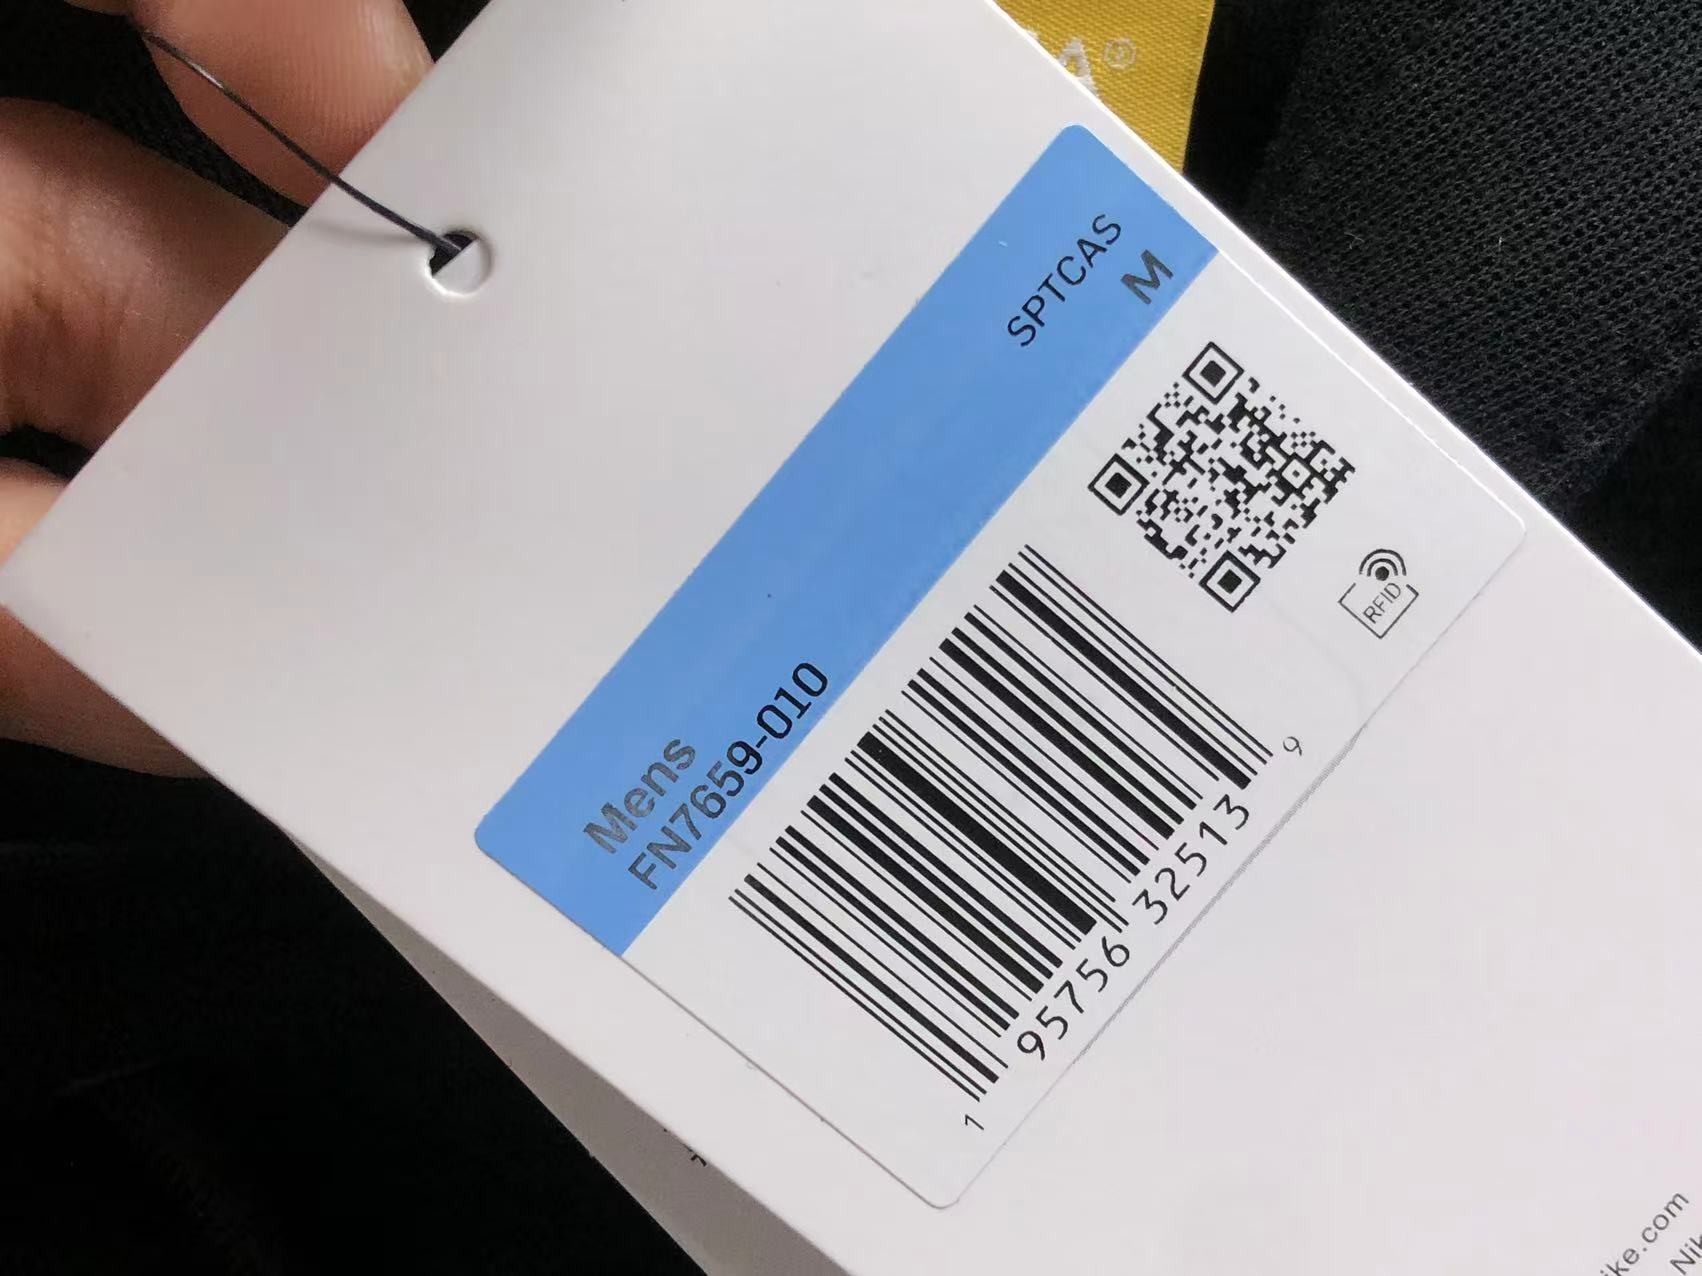 SPTCAS
M
Mens
FN7659-010
RFID
1 95756 32513 9